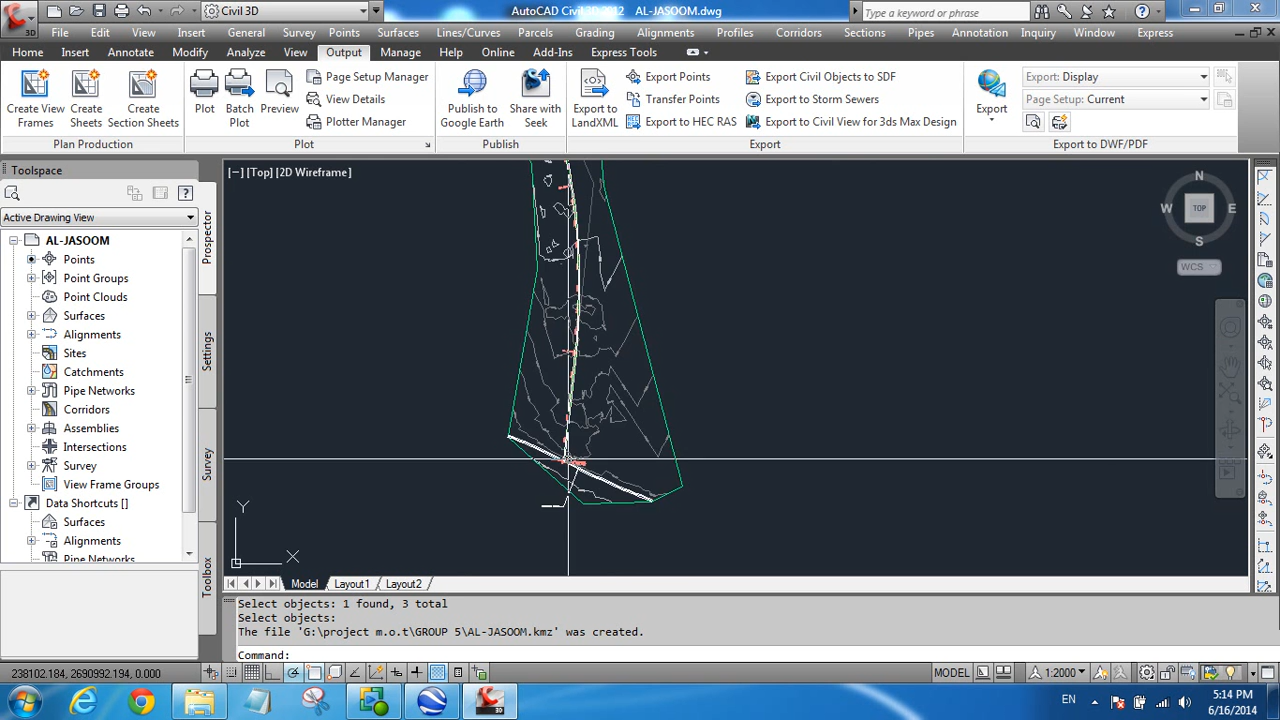 3D
Civil 3D
AutoCAD Civil 3D 2012 AL-JASOOM.dwg
Type a keyword or phrase
File Edit View Insert General Survey Points Surfaces Lines/Curves Parcels Grading Alignments Profiles Corridors Sections Pipes Annotation Inquiry Window Express
Home Insert Annotate Modify Analyze View Output Manage Help Online Add-Ins Express Tools
Create View Frames
Create Sheets
Create Section Sheets
Plan Production
Plot
Batch Plot
Preview
Page Setup Manager
View Details
Plotter Manager
Plot
Publish to Google Earth
Share with Seek
Publish
Export to LandXML
Export Points
Transfer Points
Export to HEC RAS
Export Civil Objects to SDF
Export to Storm Sewers
Export to Civil View for 3ds Max Design
Export
Export
Export: Display
Page Setup: Current
Export to DWF/PDF
Toolspace
Active Drawing View
AL-JASOOM
Points
Point Groups
Point Clouds
Surfaces
Alignments
Sites
Catchments
Pipe Networks
Corridors
Assemblies
Intersections
Survey
View Frame Groups
Data Shortcuts []
Surfaces
Alignments
Pipe Networks
Prospector
Settings
Survey
Toolbox
[−] [Top] [2D Wireframe]
N
W TOP E
S
WCS
Y
X
Model Layout1 Layout2
Select objects: 1 found, 3 total
Select objects:
The file 'G:\project m.o.t\GROUP 5\AL-JASOOM.kmz' was created.
Command:
238102.184, 2690992.194, 0.000
MODEL
1:2000
EN
5:14 PM
6/16/2014